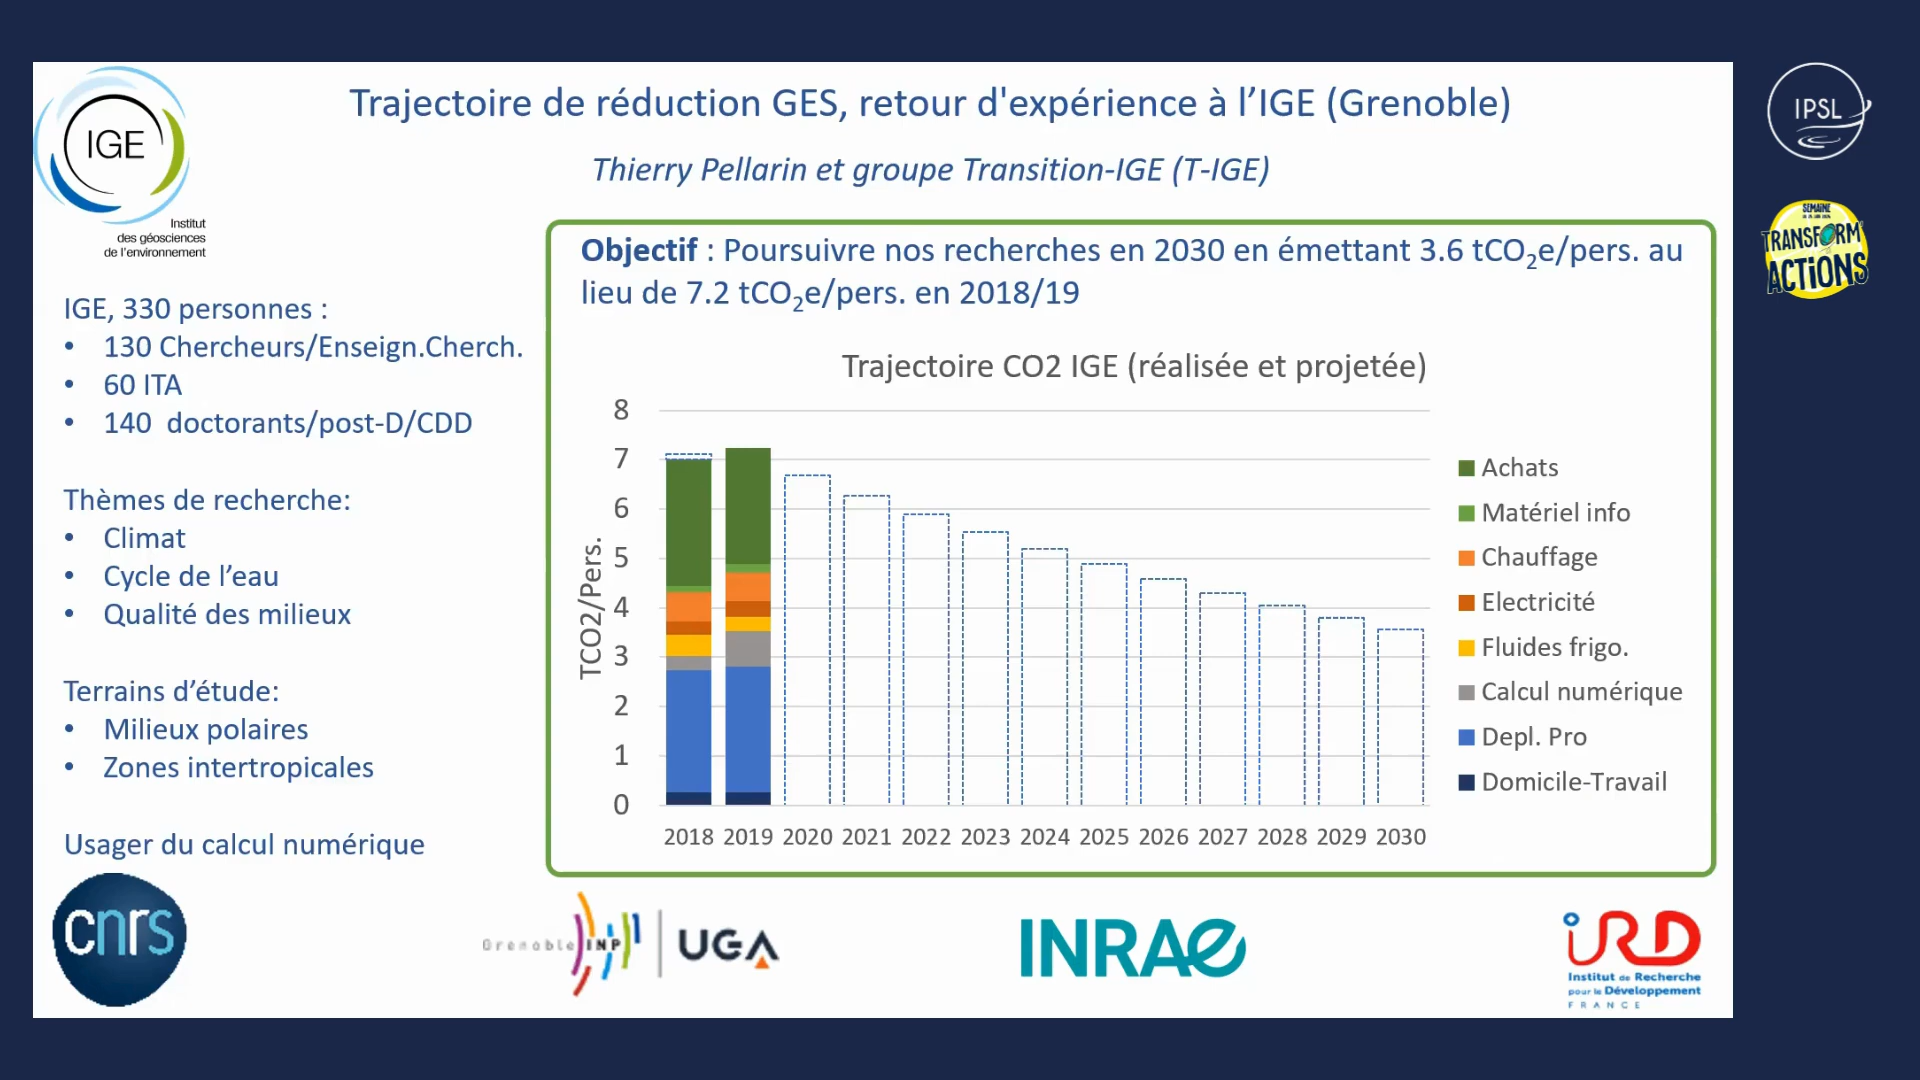 Trajectoire de réduction GES, retour d'expérience à l’IGE (Grenoble)
Thierry Pellarin et groupe Transition-IGE (T-IGE)
IGE
Institut
des géosciences
de l'environnement
IGE, 330 personnes :
• 130 Chercheurs/Enseign.Cherch.
• 60 ITA
• 140 doctorants/post-D/CDD
Thèmes de recherche:
• Climat
• Cycle de l’eau
• Qualité des milieux
Terrains d’étude:
• Milieux polaires
• Zones intertropicales
Usager du calcul numérique
Objectif : Poursuivre nos recherches en 2030 en émettant 3.6 tCO₂e/pers. au
lieu de 7.2 tCO₂e/pers. en 2018/19
Trajectoire CO2 IGE (réalisée et projetée)
TCO2/Pers.
8
7
6
5
4
3
2
1
0
2018 2019 2020 2021 2022 2023 2024 2025 2026 2027 2028 2029 2030
Achats
Matériel info
Chauffage
Electricité
Fluides frigo.
Calcul numérique
Depl. Pro
Domicile-Travail
cnrs
Grenoble INP
UGA
INRAE
IRD
Institut de Recherche
pour le Développement
FRANCE
IPSL
SEMAINE
TRANSFORM'
ACTIONS